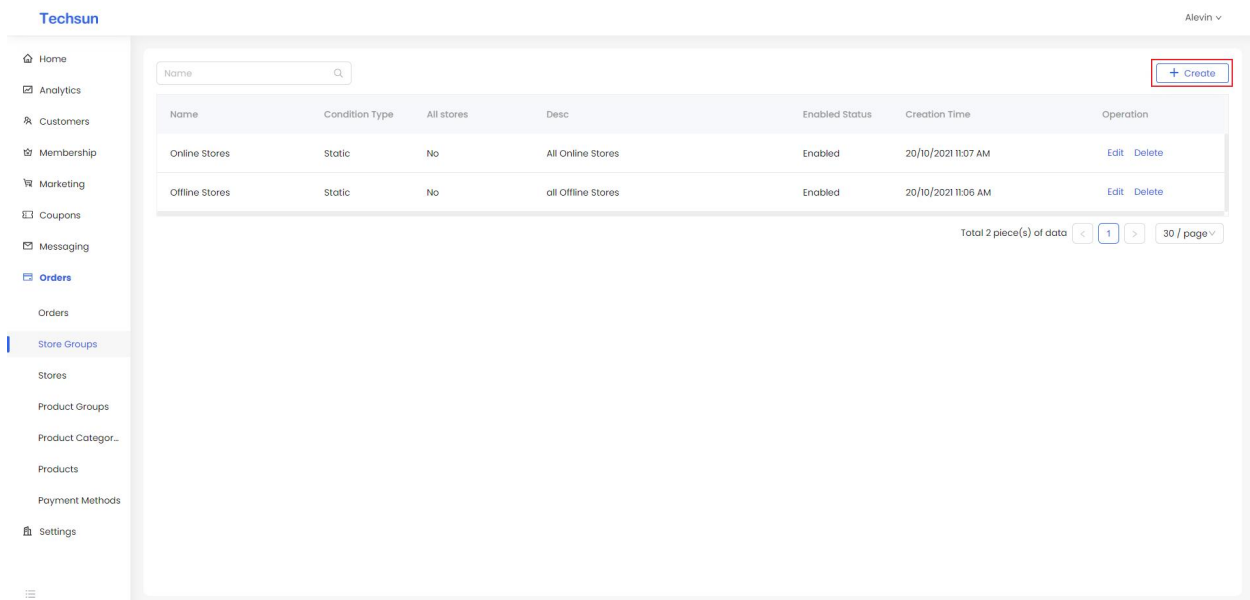 Techsun
Alevin
Home
Analytics
Customers
Membership
Marketing
Coupons
Messaging
Orders
Orders
Store Groups
Stores
Product Groups
Product Categor...
Products
Payment Methods
Settings
Name
+ Create
Name Condition Type All stores Desc Enabled Status Creation Time Operation
Online Stores Static No All Online Stores Enabled 20/10/2021 11:07 AM Edit Delete
Offline Stores Static No all Offline Stores Enabled 20/10/2021 11:06 AM Edit Delete
Total 2 piece(s) of data < 1 > 30 / page